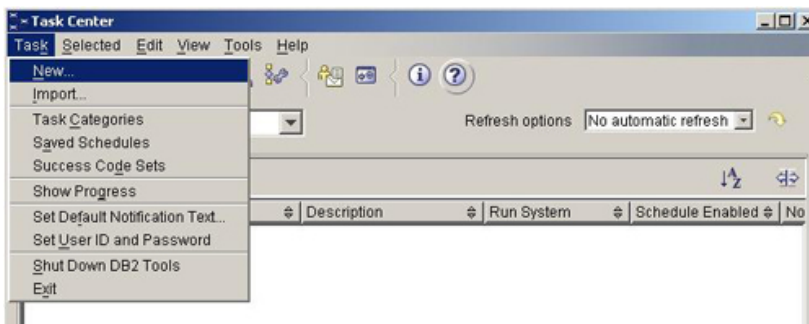 Task Center
Task Selected Edit View Tools Help
New...
Import...
Task Categories
Saved Schedules
Success Code Sets
Show Progress
Set Default Notification Text...
Set User ID and Password
Shut Down DB2 Tools
Exit
Refresh options No automatic refresh
Description Run System Schedule Enabled No